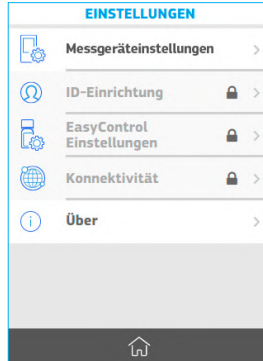 EINSTELLUNGEN
Messgeräteinstellungen
ID-Einrichtung
EasyControl
Einstellungen
Konnektivität
Über